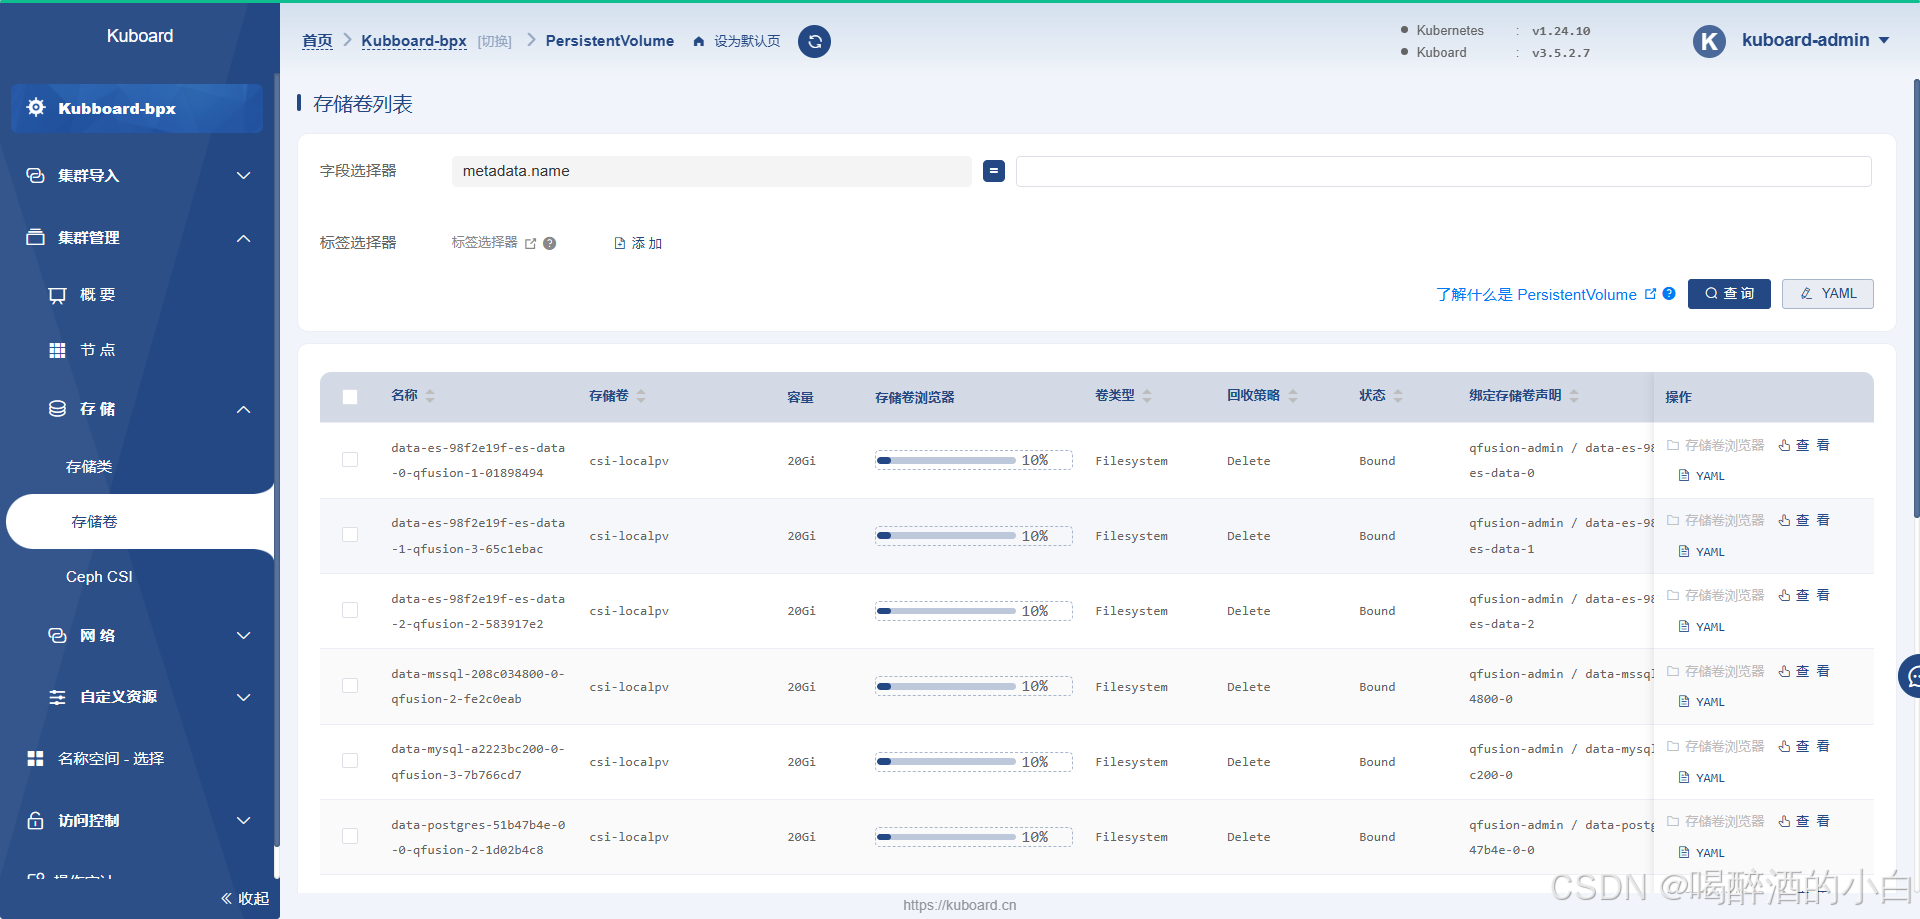 Kuboard
首页 Kubboard-bpx [切换] PersistentVolume 设为默认页
Kubernetes : v1.24.10
Kuboard : v3.5.2.7
K kuboard-admin
Kubboard-bpx
集群导入
集群管理
概 要
节 点
存 储
存储类
存储卷
Ceph CSI
网 络
自定义资源
名称空间 - 选择
访问控制
收起
存储卷列表
字段选择器 metadata.name =
标签选择器 标签选择器 添 加
了解什么是 PersistentVolume 查 询 YAML
名称 存储卷 容量 存储卷浏览器 卷类型 回收策略 状态 绑定存储卷声明 操作
data-es-98f2e19f-es-data csi-localpv 20Gi 10% Filesystem Delete Bound qfusion-admin / data-es-98 存储卷浏览器 查 看
-0-qfusion-1-01898494 es-data-0 YAML
data-es-98f2e19f-es-data csi-localpv 20Gi 10% Filesystem Delete Bound qfusion-admin / data-es-98 存储卷浏览器 查 看
-1-qfusion-3-65c1ebac es-data-1 YAML
data-es-98f2e19f-es-data csi-localpv 20Gi 10% Filesystem Delete Bound qfusion-admin / data-es-98 存储卷浏览器 查 看
-2-qfusion-2-583917e2 es-data-2 YAML
data-mssql-208c034800-0- csi-localpv 20Gi 10% Filesystem Delete Bound qfusion-admin / data-mssql 存储卷浏览器 查 看
qfusion-2-fe2c0eab 4800-0 YAML
data-mysql-a2223bc200-0- csi-localpv 20Gi 10% Filesystem Delete Bound qfusion-admin / data-mysql 存储卷浏览器 查 看
qfusion-3-7b766cd7 c200-0 YAML
data-postgres-51b47b4e-0 csi-localpv 20Gi 10% Filesystem Delete Bound qfusion-admin / data-postg 存储卷浏览器 查 看
-0-qfusion-2-1d02b4c8 47b4e-0-0 YAML
https://kuboard.cn
CSDN @喝醉酒的小白